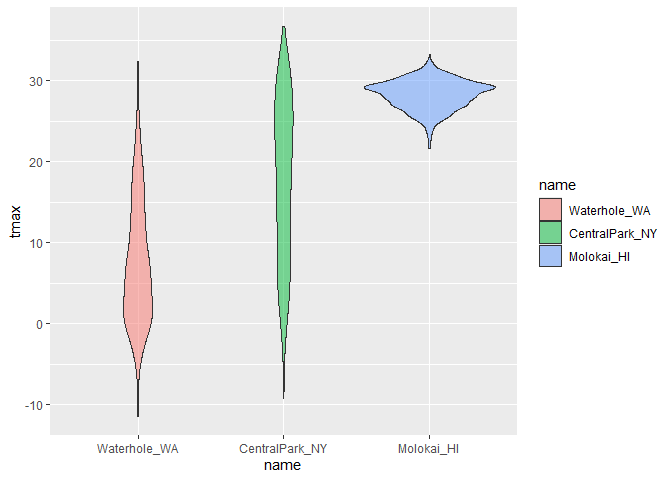 tmax
30
20
10
0
-10
Waterhole_WA
CentralPark_NY
Molokai_HI
name
name
Waterhole_WA
CentralPark_NY
Molokai_HI